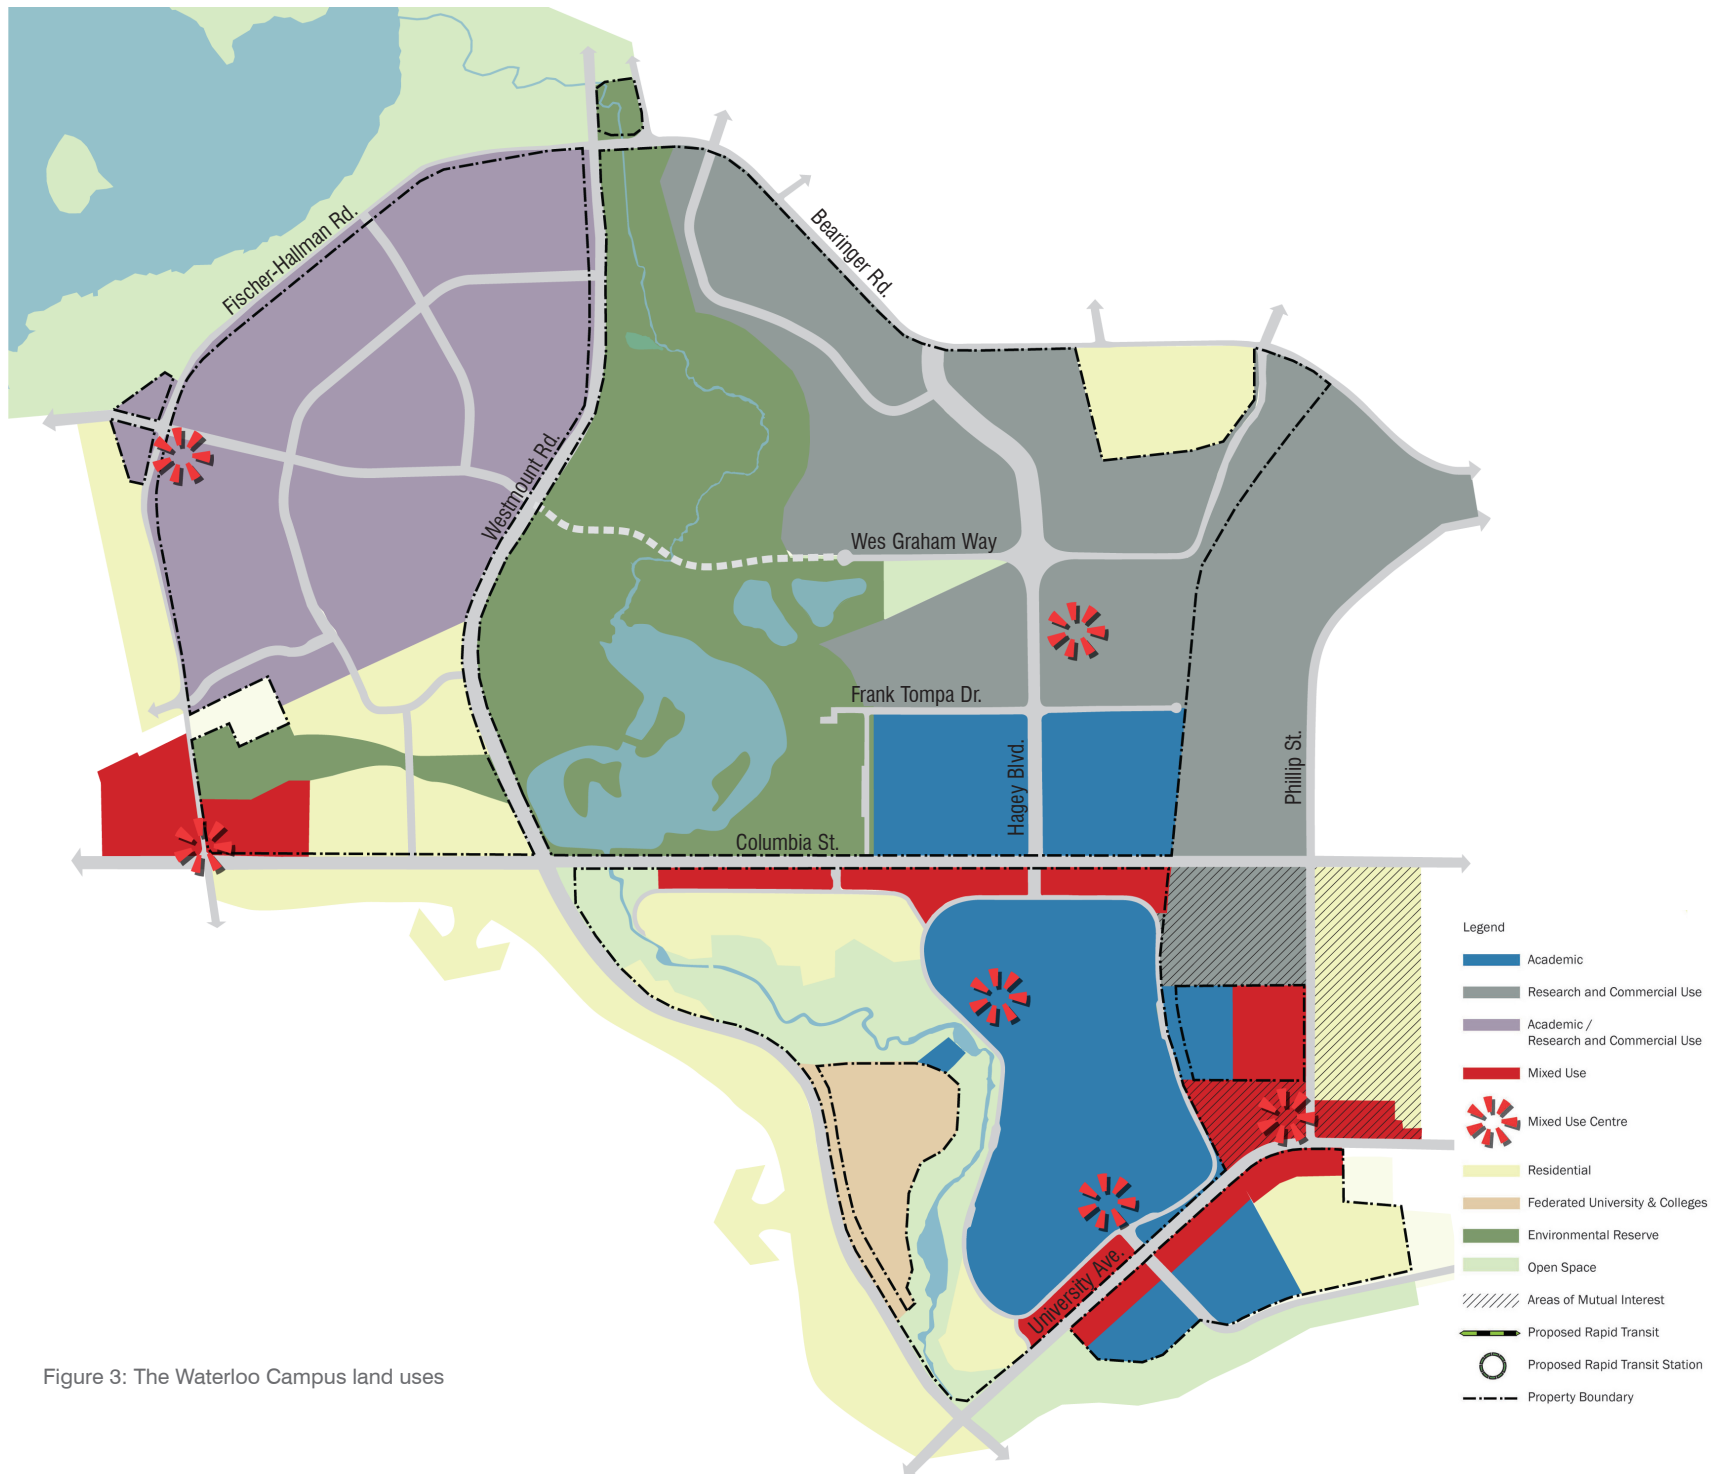 Fischer-Hallman Rd.
Bearinger Rd.
Westmount Rd.
Wes Graham Way
Frank Tompa Dr.
Hagey Blvd.
Phillip St.
Columbia St.
University Ave.
Legend
Academic
Research and Commercial Use
Academic /
Research and Commercial Use
Mixed Use
Mixed Use Centre
Residential
Federated University & Colleges
Environmental Reserve
Open Space
Areas of Mutual Interest
Proposed Rapid Transit
Proposed Rapid Transit Station
Property Boundary
Figure 3: The Waterloo Campus land uses